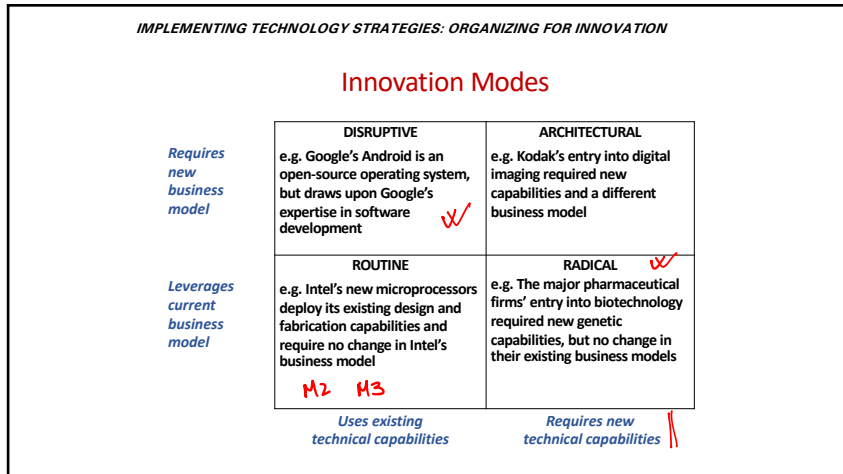 IMPLEMENTING TECHNOLOGY STRATEGIES: ORGANIZING FOR INNOVATION
Innovation Modes
Requires
new
business
model
DISRUPTIVE
e.g. Google's Android is an
open-source operating system,
but draws upon Google's
expertise in software
development
ARCHITECTURAL
e.g. Kodak's entry into digital
imaging required new
capabilities and a different
business model
Leverages
current
business
model
ROUTINE
e.g. Intel's new microprocessors
deploy its existing design and
fabrication capabilities and
require no change in Intel's
business model
M2 M3
RADICAL
e.g. The major pharmaceutical
firms' entry into biotechnology
required new genetic
capabilities, but no change in
their existing business models
Uses existing
technical capabilities
Requires new
technical capabilities